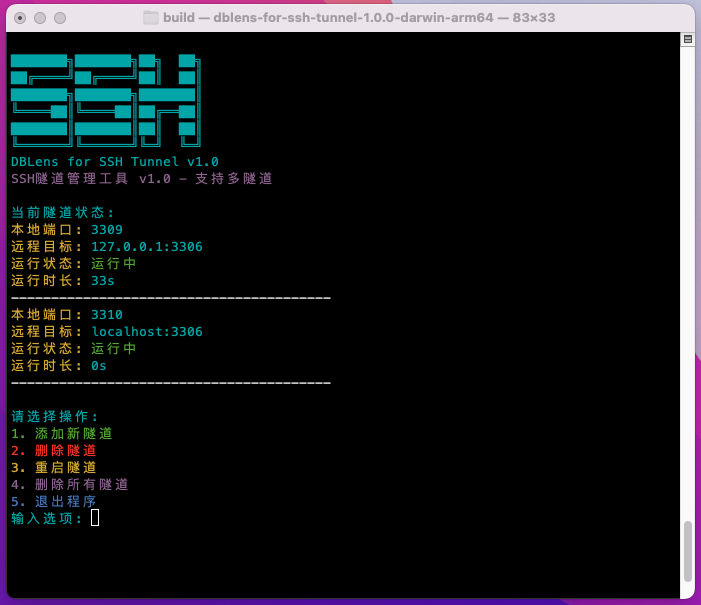 build — dblens-for-ssh-tunnel-1.0.0-darwin-arm64 — 83×33
SSH
DBLens for SSH Tunnel v1.0
SSH隧道管理工具 v1.0 - 支持多隧道
当前隧道状态:
本地端口: 3309
远程目标: 127.0.0.1:3306
运行状态: 运行中
运行时长: 33s
本地端口: 3310
远程目标: localhost:3306
运行状态: 运行中
运行时长: 0s
请选择操作:
1. 添加新隧道
2. 删除隧道
3. 重启隧道
4. 删除所有隧道
5. 退出程序
输入选项: